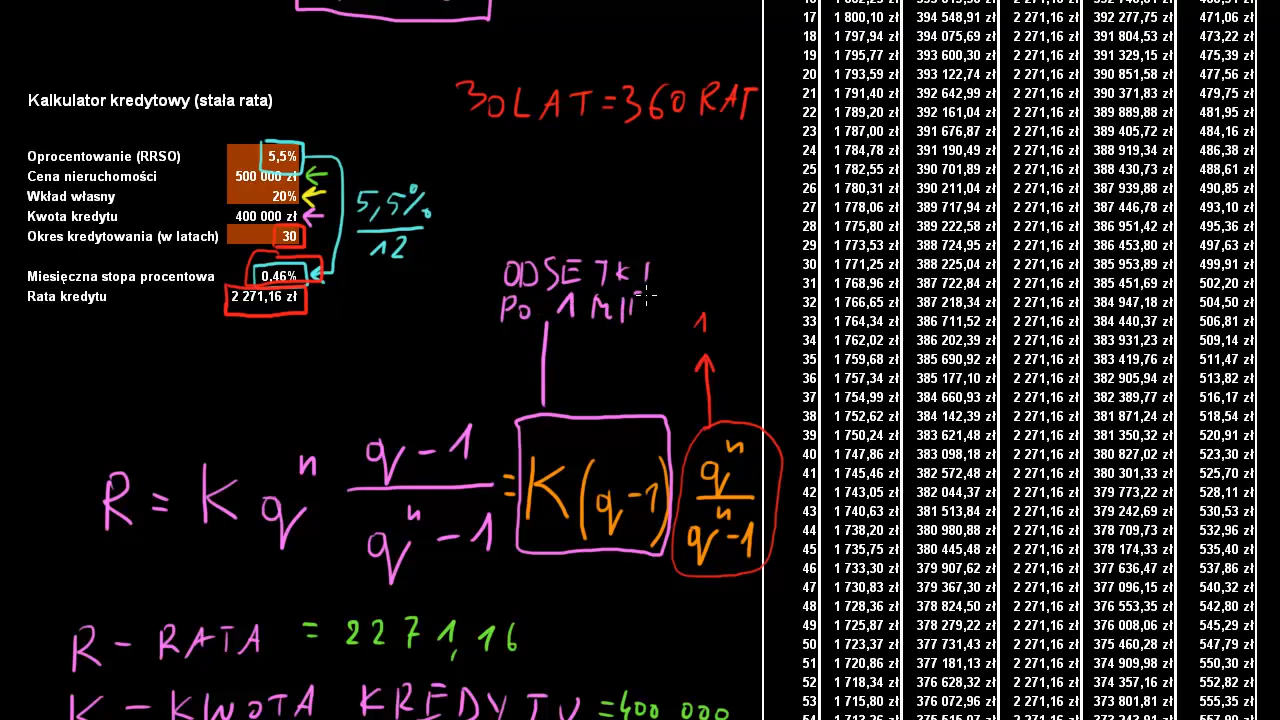 Kalkulator kredytowy (stała rata)
30 LAT = 360 RAT
Oprocentowanie (RRSO) 5,5%
Cena nieruchomości 500 000 zł
Wkład własny 20%
Kwota kredytu 400 000 zł
Okres kredytowania (w latach) 30
5,5%
12
Miesięczna stopa procentowa 0,46%
Rata kredytu 2 271,16 zł
ODSETKI
PO 1 MI
1
R = K q^n (q-1)/(q^n-1) = K(q-1) q^n/(q^n-1)
R - RATA = 2271,16
K - KWOTA KREDYTU = 400 000
17 1 800,10 zł 394 548,91 zł 2 271,16 zł 392 277,75 zł 471,06 zł
18 1 797,94 zł 394 075,69 zł 2 271,16 zł 391 804,53 zł 473,22 zł
19 1 795,77 zł 393 600,30 zł 2 271,16 zł 391 329,15 zł 475,39 zł
20 1 793,59 zł 393 122,74 zł 2 271,16 zł 390 851,58 zł 477,56 zł
21 1 791,40 zł 392 642,99 zł 2 271,16 zł 390 371,83 zł 479,75 zł
22 1 789,20 zł 392 161,04 zł 2 271,16 zł 389 889,88 zł 481,95 zł
23 1 787,00 zł 391 676,87 zł 2 271,16 zł 389 405,72 zł 484,16 zł
24 1 784,78 zł 391 190,49 zł 2 271,16 zł 388 919,34 zł 486,38 zł
25 1 782,55 zł 390 701,89 zł 2 271,16 zł 388 430,73 zł 488,61 zł
26 1 780,31 zł 390 211,04 zł 2 271,16 zł 387 939,88 zł 490,85 zł
27 1 778,06 zł 389 717,94 zł 2 271,16 zł 387 446,78 zł 493,10 zł
28 1 775,80 zł 389 222,58 zł 2 271,16 zł 386 951,42 zł 495,36 zł
29 1 773,53 zł 388 724,95 zł 2 271,16 zł 386 453,80 zł 497,63 zł
30 1 771,25 zł 388 225,04 zł 2 271,16 zł 385 953,89 zł 499,91 zł
31 1 768,96 zł 387 722,84 zł 2 271,16 zł 385 451,69 zł 502,20 zł
32 1 766,65 zł 387 218,34 zł 2 271,16 zł 384 947,18 zł 504,50 zł
33 1 764,34 zł 386 711,52 zł 2 271,16 zł 384 440,37 zł 506,81 zł
34 1 762,02 zł 386 202,39 zł 2 271,16 zł 383 931,23 zł 509,14 zł
35 1 759,68 zł 385 690,92 zł 2 271,16 zł 383 419,76 zł 511,47 zł
36 1 757,34 zł 385 177,10 zł 2 271,16 zł 382 905,94 zł 513,82 zł
37 1 754,99 zł 384 660,93 zł 2 271,16 zł 382 389,77 zł 516,17 zł
38 1 752,62 zł 384 142,39 zł 2 271,16 zł 381 871,24 zł 518,54 zł
39 1 750,24 zł 383 621,48 zł 2 271,16 zł 381 350,32 zł 520,91 zł
40 1 747,86 zł 383 098,18 zł 2 271,16 zł 380 827,02 zł 523,30 zł
41 1 745,46 zł 382 572,48 zł 2 271,16 zł 380 301,33 zł 525,70 zł
42 1 743,05 zł 382 044,37 zł 2 271,16 zł 379 773,22 zł 528,11 zł
43 1 740,63 zł 381 513,84 zł 2 271,16 zł 379 242,69 zł 530,53 zł
44 1 738,20 zł 380 980,88 zł 2 271,16 zł 378 709,73 zł 532,96 zł
45 1 735,75 zł 380 445,48 zł 2 271,16 zł 378 174,33 zł 535,40 zł
46 1 733,30 zł 379 907,62 zł 2 271,16 zł 377 636,47 zł 537,86 zł
47 1 730,83 zł 379 367,30 zł 2 271,16 zł 377 096,15 zł 540,32 zł
48 1 728,36 zł 378 824,50 zł 2 271,16 zł 376 553,35 zł 542,80 zł
49 1 725,87 zł 378 279,22 zł 2 271,16 zł 376 008,06 zł 545,29 zł
50 1 723,37 zł 377 731,43 zł 2 271,16 zł 375 460,28 zł 547,79 zł
51 1 720,86 zł 377 181,13 zł 2 271,16 zł 374 909,98 zł 550,30 zł
52 1 718,34 zł 376 628,32 zł 2 271,16 zł 374 357,16 zł 552,82 zł
53 1 715,80 zł 376 072,96 zł 2 271,16 zł 373 801,81 zł 555,35 zł